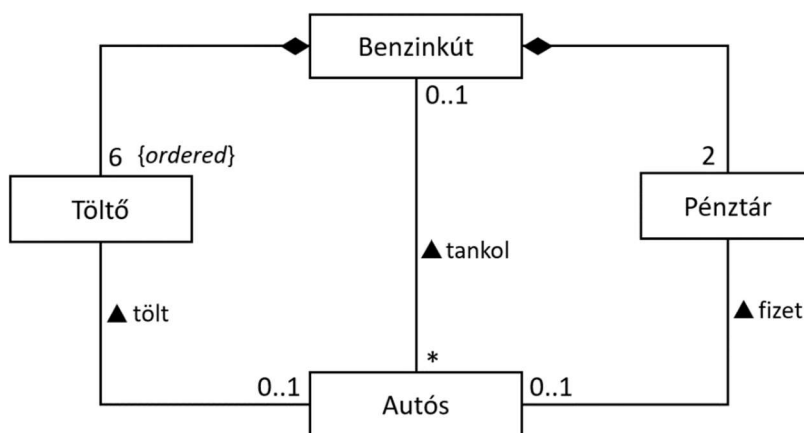 Benzinkút
0..1
6 {ordered}
2
Töltő
Pénztár
▲ tankol
▲ tölt
▲ fizet
*
0..1
0..1
Autós